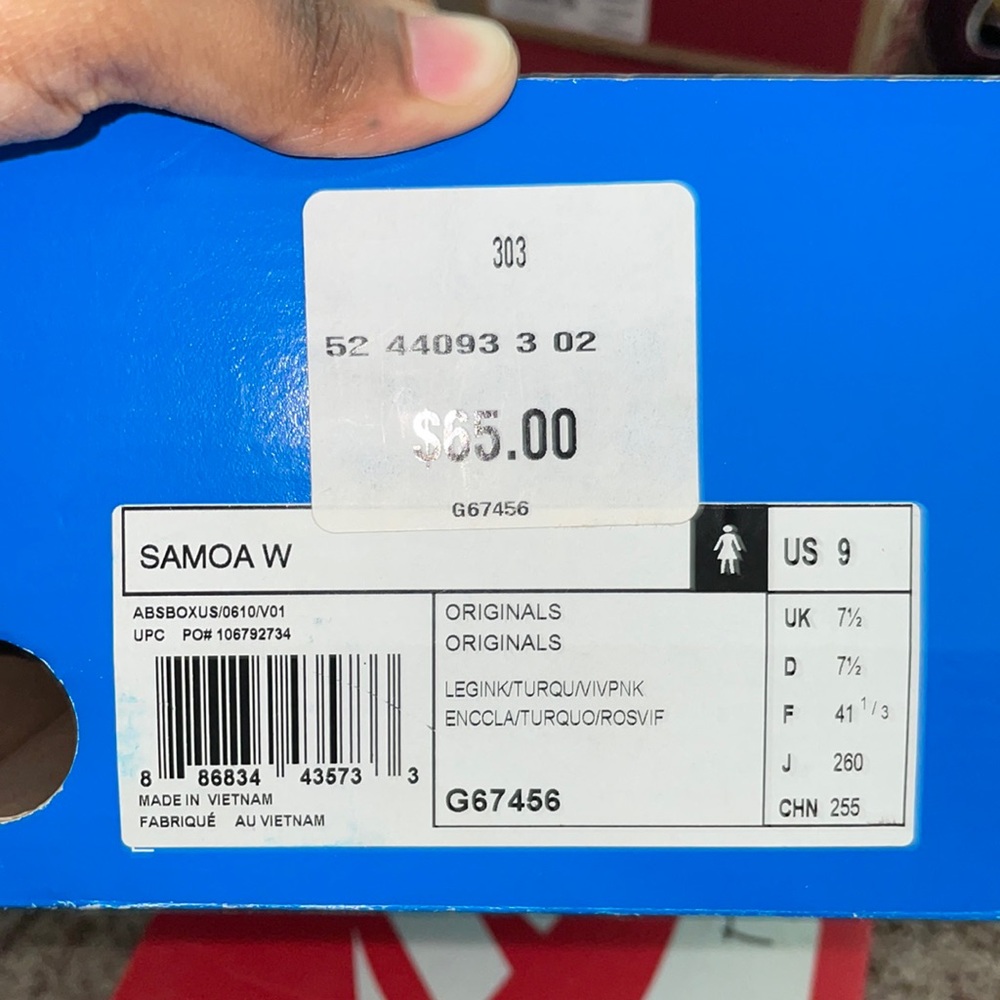 303
52 44093 3 02
$65.00
G67456
SAMOA W
US 9
ABSBOXUS/0610/V01
UPC PO# 106792734
8 86834 43573 3
MADE IN VIETNAM
FABRIQUÉ AU VIETNAM
ORIGINALS
ORIGINALS
LEGINK/TURQU/VIVPNK
ENCCLA/TURQUO/ROSVIF
G67456
UK 7½
D 7½
F 41 1/3
J 260
CHN 255